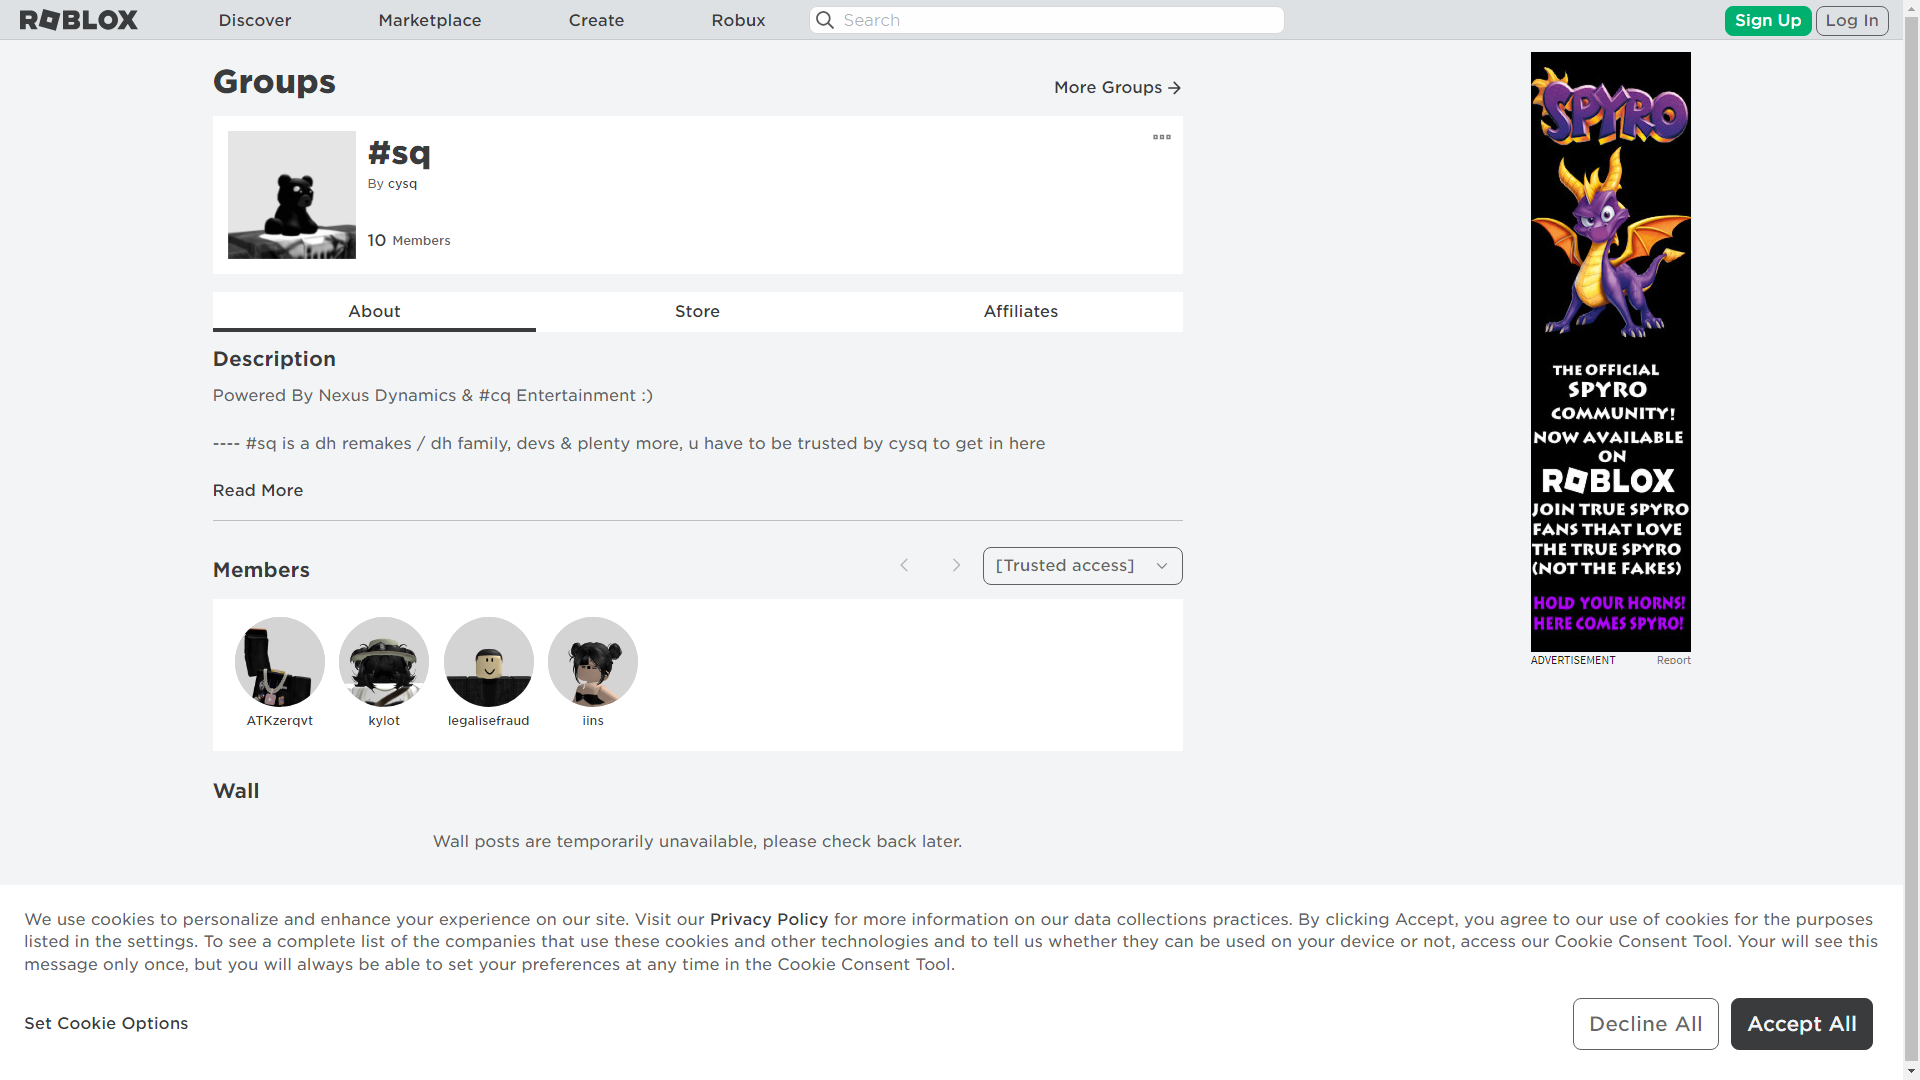 ROBLOX
Discover
Marketplace
Create
Robux
Search
Sign Up
Log In
Groups
More Groups
#sq
By cysq
10 Members
About
Store
Affiliates
Description
Powered By Nexus Dynamics & #cq Entertainment :)
---- #sq is a dh remakes / dh family, devs & plenty more, u have to be trusted by cysq to get in here
Read More
Members
[Trusted access]
ATKzerqvt
kylot
legalisefraud
iins
Wall
Wall posts are temporarily unavailable, please check back later.
SPYRO
THE OFFICIAL
SPYRO
COMMUNITY!
NOW AVAILABLE
ON
ROBLOX
JOIN TRUE SPYRO
FANS THAT LOVE
THE TRUE SPYRO
(NOT THE FAKES)
HOLD YOUR HORNS!
HERE COMES SPYRO!
ADVERTISEMENT
Report
We use cookies to personalize and enhance your experience on our site. Visit our Privacy Policy for more information on our data collections practices. By clicking Accept, you agree to our use of cookies for the purposes
listed in the settings. To see a complete list of the companies that use these cookies and other technologies and to tell us whether they can be used on your device or not, access our Cookie Consent Tool. Your will see this
message only once, but you will always be able to set your preferences at any time in the Cookie Consent Tool.
Set Cookie Options
Decline All
Accept All